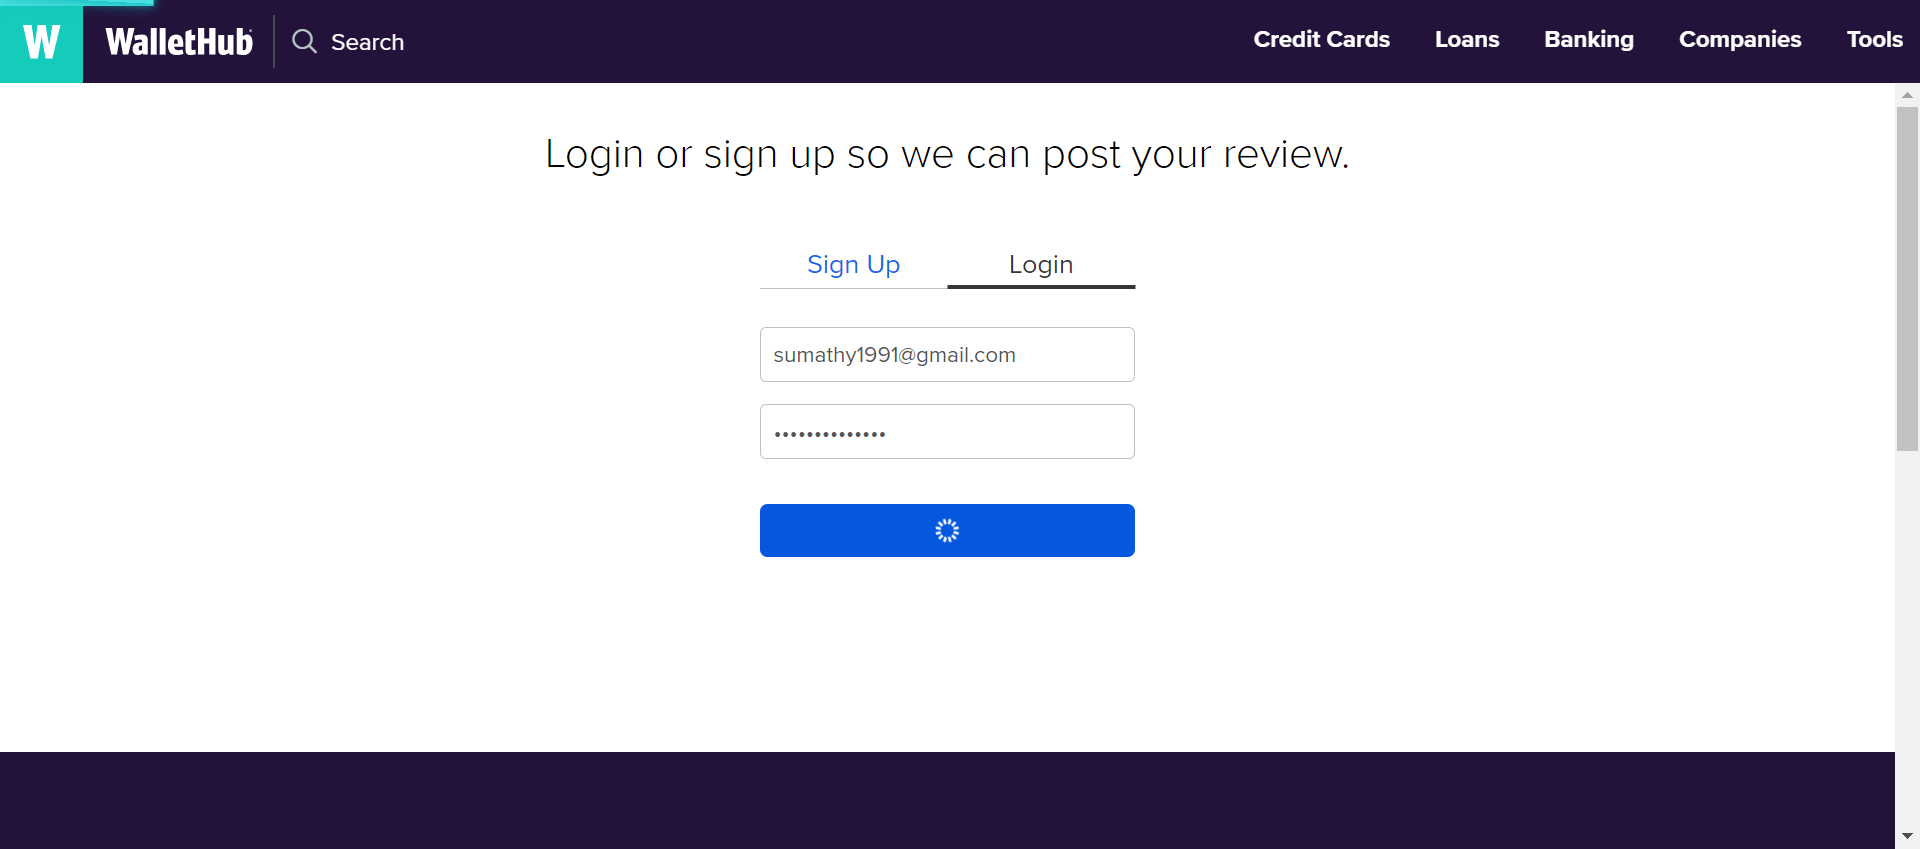 W WalletHub Search Credit Cards Loans Banking Companies Tools
Login or sign up so we can post your review.
Sign Up Login
sumathy1991@gmail.com
••••••••••••••